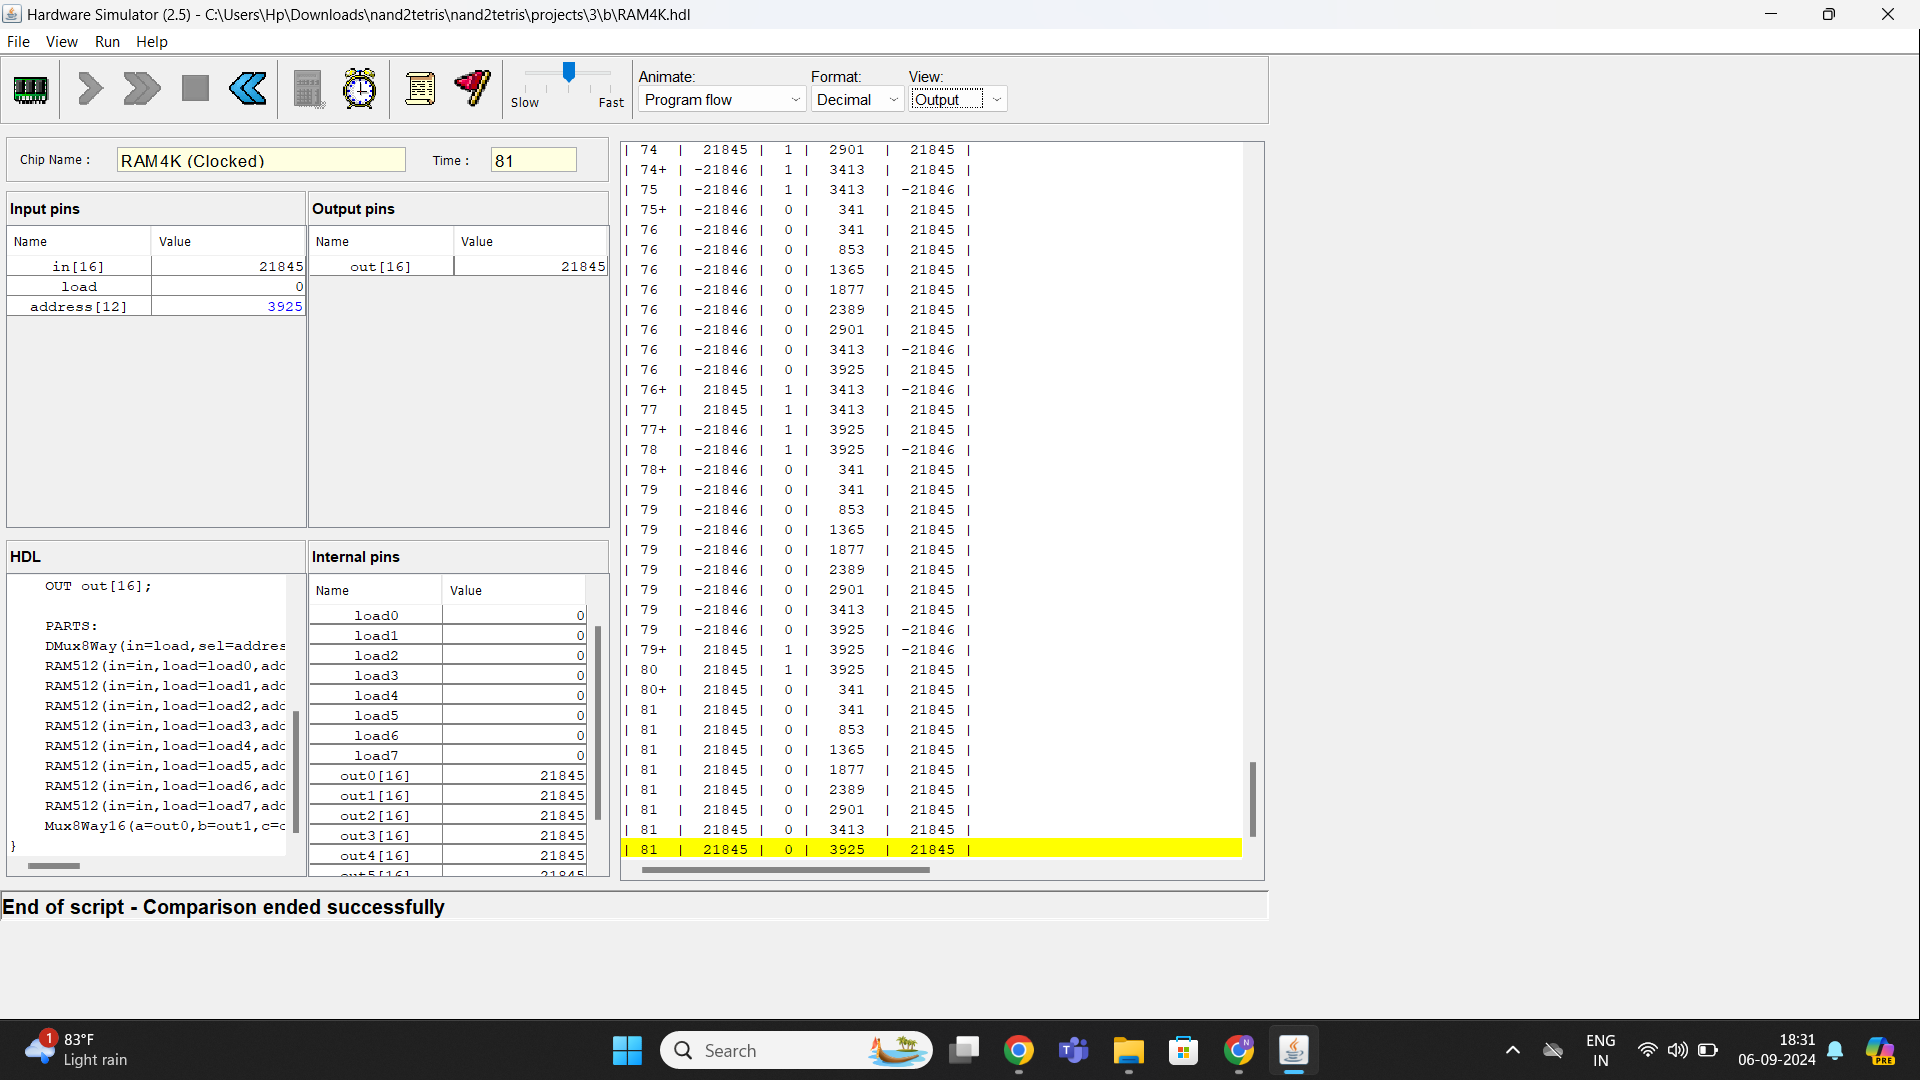 Hardware Simulator (2.5) - C:\Users\Hp\Downloads\nand2tetris\nand2tetris\projects\3\b\RAM4K.hdl
File View Run Help
Slow Fast
Animate: Format: View:
Program flow Decimal Output
Chip Name : RAM4K (Clocked) Time : 81
Input pins
Name Value
in[16] 21845
load 0
address[12] 3925
Output pins
Name Value
out[16] 21845
HDL
OUT out[16];
PARTS:
DMux8Way(in=load,sel=addres
RAM512(in=in,load=load0,add
RAM512(in=in,load=load1,add
RAM512(in=in,load=load2,add
RAM512(in=in,load=load3,add
RAM512(in=in,load=load4,add
RAM512(in=in,load=load5,add
RAM512(in=in,load=load6,add
RAM512(in=in,load=load7,add
Mux8Way16(a=out0,b=out1,c=o
}
Internal pins
Name Value
load0 0
load1 0
load2 0
load3 0
load4 0
load5 0
load6 0
load7 0
out0[16] 21845
out1[16] 21845
out2[16] 21845
out3[16] 21845
out4[16] 21845
out5[16] 21845
| 74 | 21845 | 1 | 2901 | 21845 |
| 74+ | -21846 | 1 | 3413 | 21845 |
| 75 | -21846 | 1 | 3413 | -21846 |
| 75+ | -21846 | 0 | 341 | 21845 |
| 76 | -21846 | 0 | 341 | 21845 |
| 76 | -21846 | 0 | 853 | 21845 |
| 76 | -21846 | 0 | 1365 | 21845 |
| 76 | -21846 | 0 | 1877 | 21845 |
| 76 | -21846 | 0 | 2389 | 21845 |
| 76 | -21846 | 0 | 2901 | 21845 |
| 76 | -21846 | 0 | 3413 | -21846 |
| 76 | -21846 | 0 | 3925 | 21845 |
| 76+ | 21845 | 1 | 3413 | -21846 |
| 77 | 21845 | 1 | 3413 | 21845 |
| 77+ | -21846 | 1 | 3925 | 21845 |
| 78 | -21846 | 1 | 3925 | -21846 |
| 78+ | -21846 | 0 | 341 | 21845 |
| 79 | -21846 | 0 | 341 | 21845 |
| 79 | -21846 | 0 | 853 | 21845 |
| 79 | -21846 | 0 | 1365 | 21845 |
| 79 | -21846 | 0 | 1877 | 21845 |
| 79 | -21846 | 0 | 2389 | 21845 |
| 79 | -21846 | 0 | 2901 | 21845 |
| 79 | -21846 | 0 | 3413 | 21845 |
| 79 | -21846 | 0 | 3925 | -21846 |
| 79+ | 21845 | 1 | 3925 | -21846 |
| 80 | 21845 | 1 | 3925 | 21845 |
| 80+ | 21845 | 0 | 341 | 21845 |
| 81 | 21845 | 0 | 341 | 21845 |
| 81 | 21845 | 0 | 853 | 21845 |
| 81 | 21845 | 0 | 1365 | 21845 |
| 81 | 21845 | 0 | 1877 | 21845 |
| 81 | 21845 | 0 | 2389 | 21845 |
| 81 | 21845 | 0 | 2901 | 21845 |
| 81 | 21845 | 0 | 3413 | 21845 |
| 81 | 21845 | 0 | 3925 | 21845 |
End of script - Comparison ended successfully
1
83°F
Light rain
Search
N
ENG
IN
18:31
06-09-2024
PRE